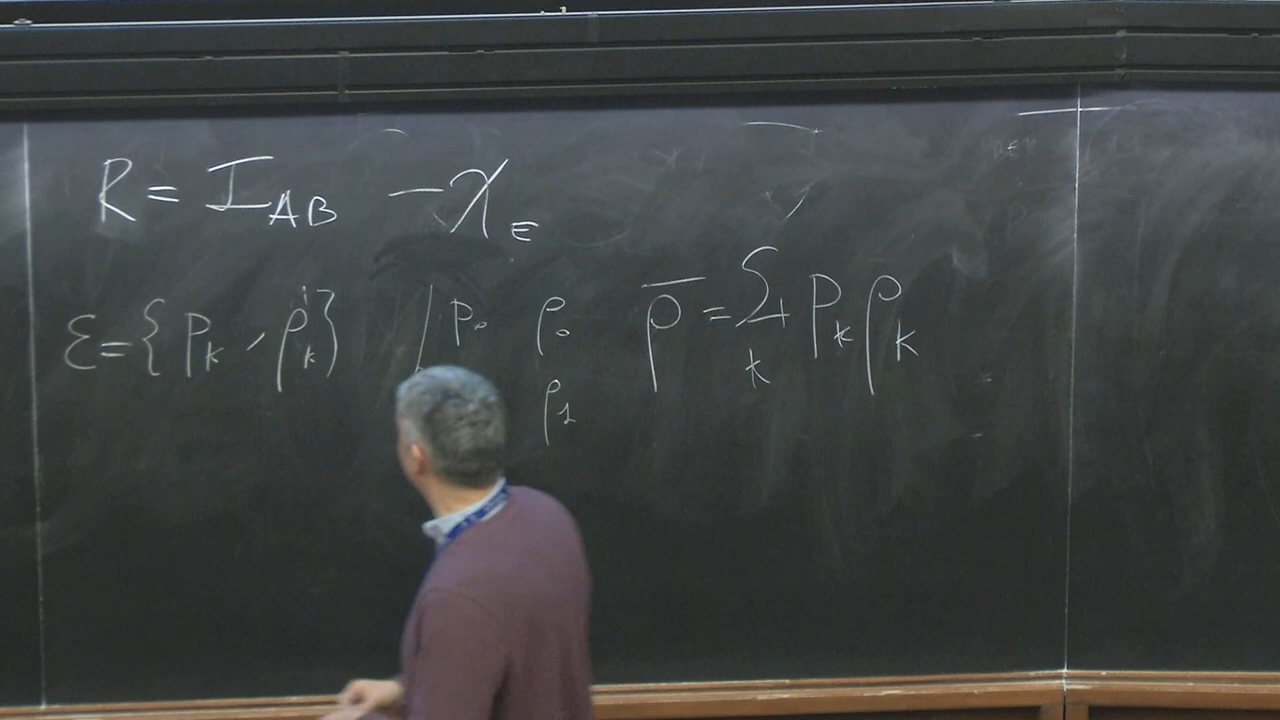 R = I_AB - χ_E
ε = {p_k, ρ_k} | p_0 ρ_0 ρ̄ = Σ_k p_k ρ_k
ρ_1